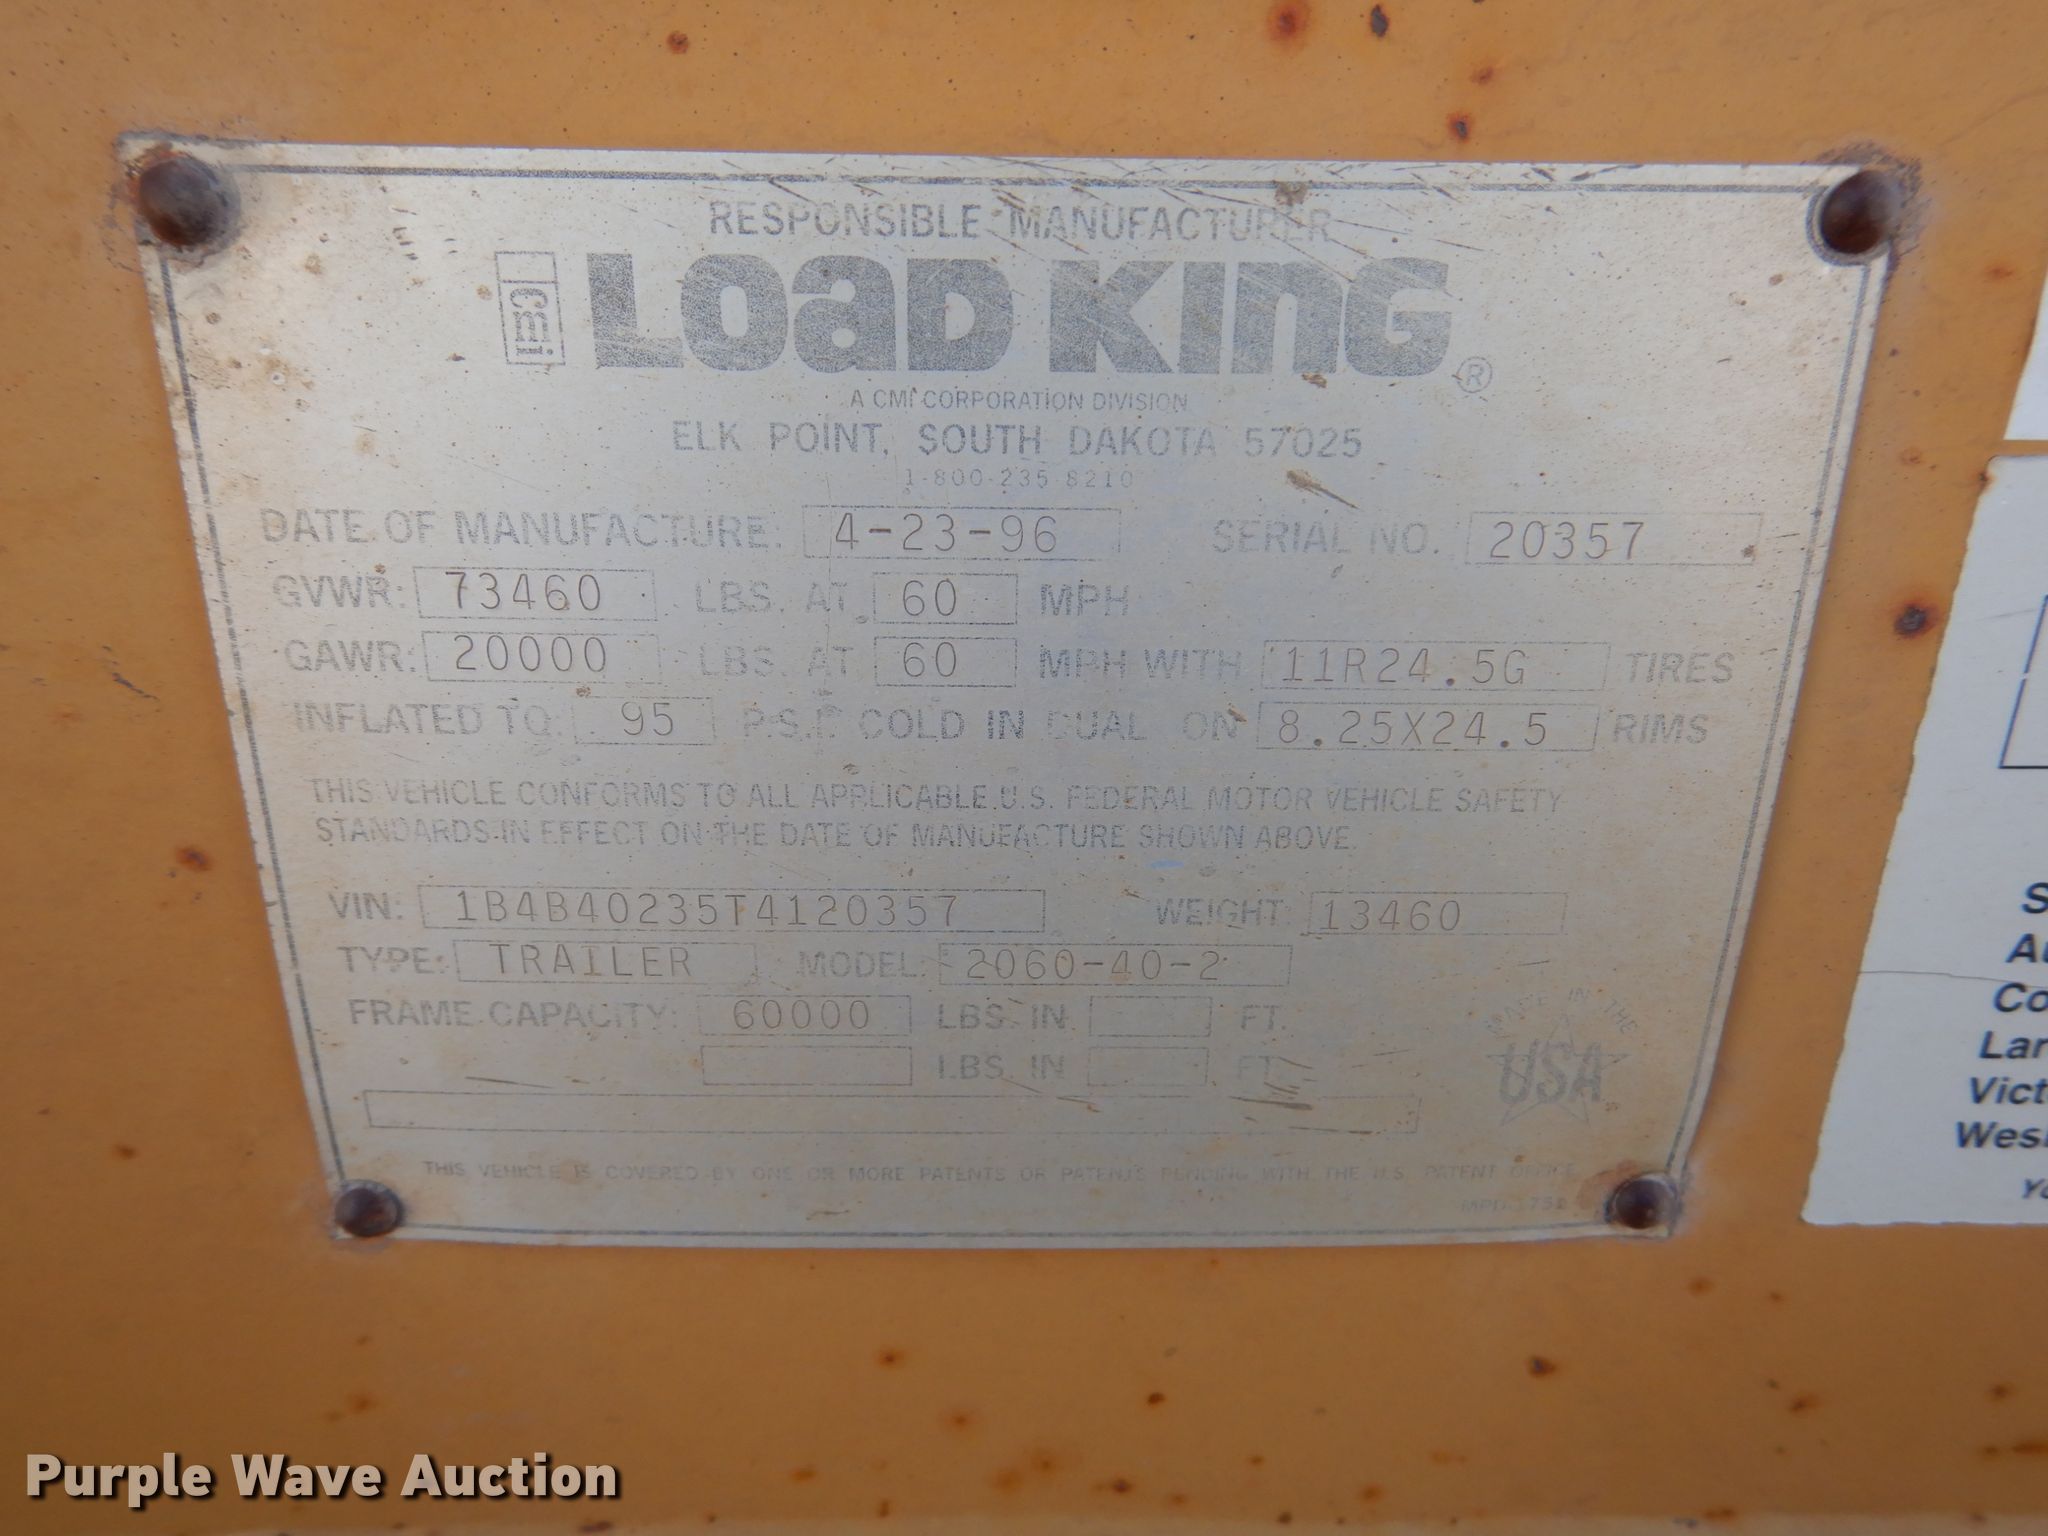 RESPONSIBLE MANUFACTURER
cmi LOAD KING ®
A CMI CORPORATION DIVISION
ELK POINT, SOUTH DAKOTA 57025
1-800-235-8210
DATE OF MANUFACTURE: 4-23-96 SERIAL NO. 20357
GVWR: 73460 LBS. AT 60 MPH
GAWR: 20000 LBS. AT 60 MPH WITH 11R24.5G TIRES
INFLATED TO: 95 P.S.I. COLD IN DUAL ON 8.25X24.5 RIMS
THIS VEHICLE CONFORMS TO ALL APPLICABLE U.S. FEDERAL MOTOR VEHICLE SAFETY
STANDARDS IN EFFECT ON THE DATE OF MANUFACTURE SHOWN ABOVE.
VIN: 1B4B40235T4120357 WEIGHT: 13460
TYPE: TRAILER MODEL: 2060-40-2
FRAME CAPACITY: 60000 LBS. IN FT.
LBS. IN FT.
MADE IN THE
USA
THIS VEHICLE IS COVERED BY ONE OR MORE PATENTS OR PATENTS PENDING WITH THE U.S. PATENT OFFICE
Purple Wave Auction